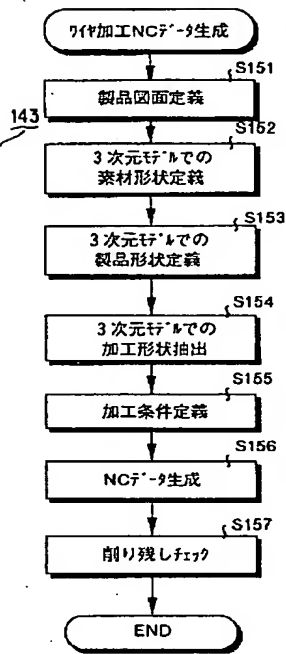 ワイヤ加工NCデータ生成
S151
製品図面定義
143
S152
3次元モデルでの
素材形状定義
S153
3次元モデルでの
製品形状定義
S154
3次元モデルでの
加工形状抽出
S155
加工条件定義
S156
NCデータ生成
S157
削り残しチェック
END